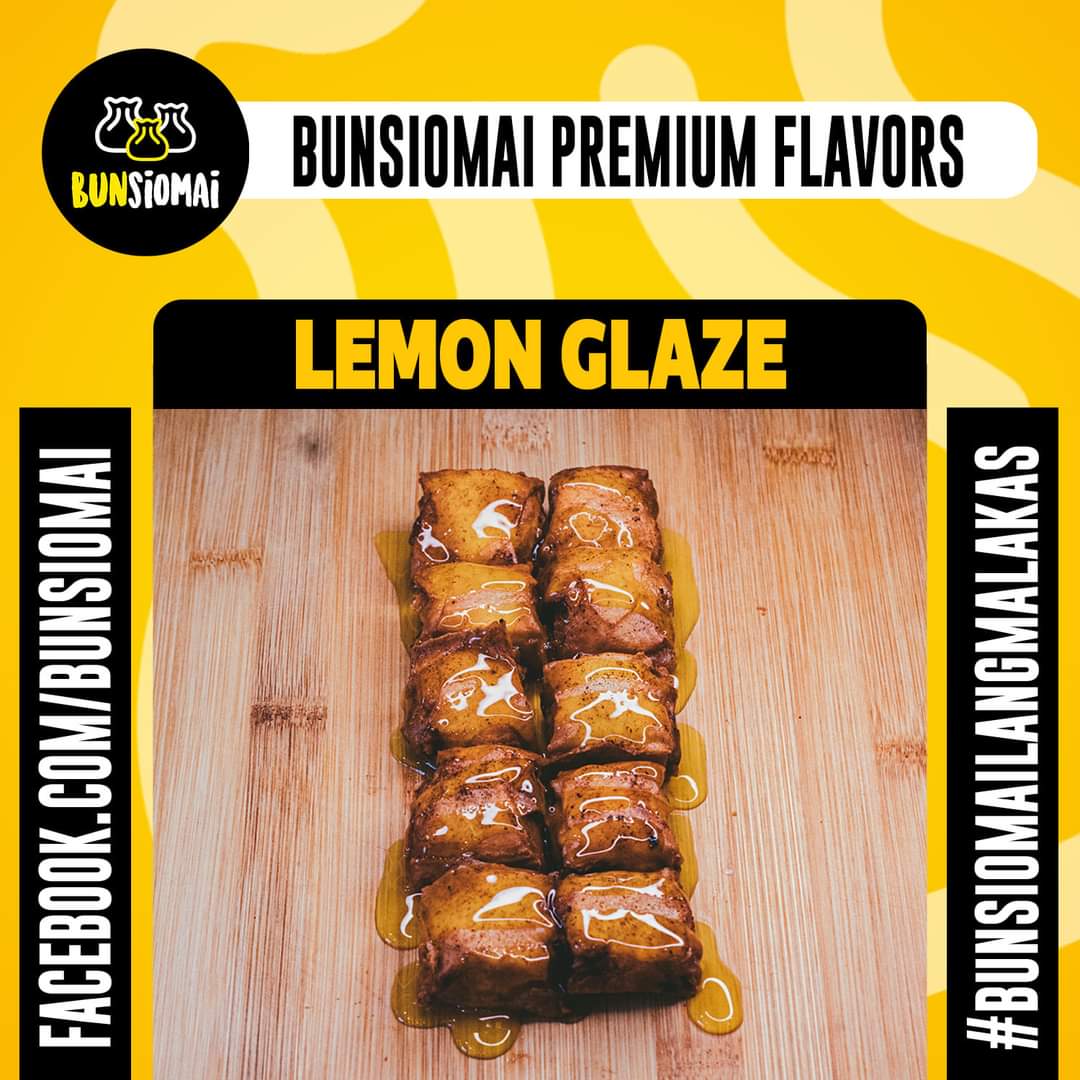 BUNSiOMAi
BUNSIOMAI PREMIUM FLAVORS
LEMON GLAZE
FACEBOOK.COM/BUNSIOMAI
#BUNSIOMAILANGMALAKAS